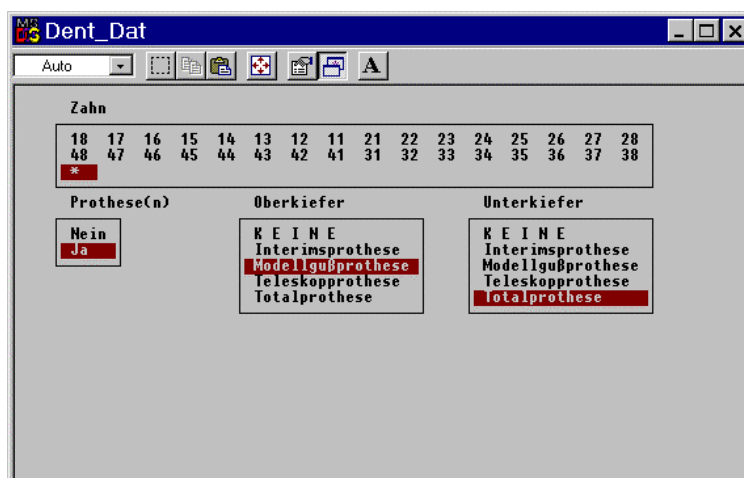 Dent_Dat
Auto
A
Zahn
18 17 16 15 14 13 12 11 21 22 23 24 25 26 27 28
48 47 46 45 44 43 42 41 31 32 33 34 35 36 37 38
*
Prothese(n) Oberkiefer Unterkiefer
Nein K E I N E K E I N E
Ja Interimsprothese Interimsprothese
Modellgußprothese Modellgußprothese
Teleskopprothese Teleskopprothese
Totalprothese Totalprothese